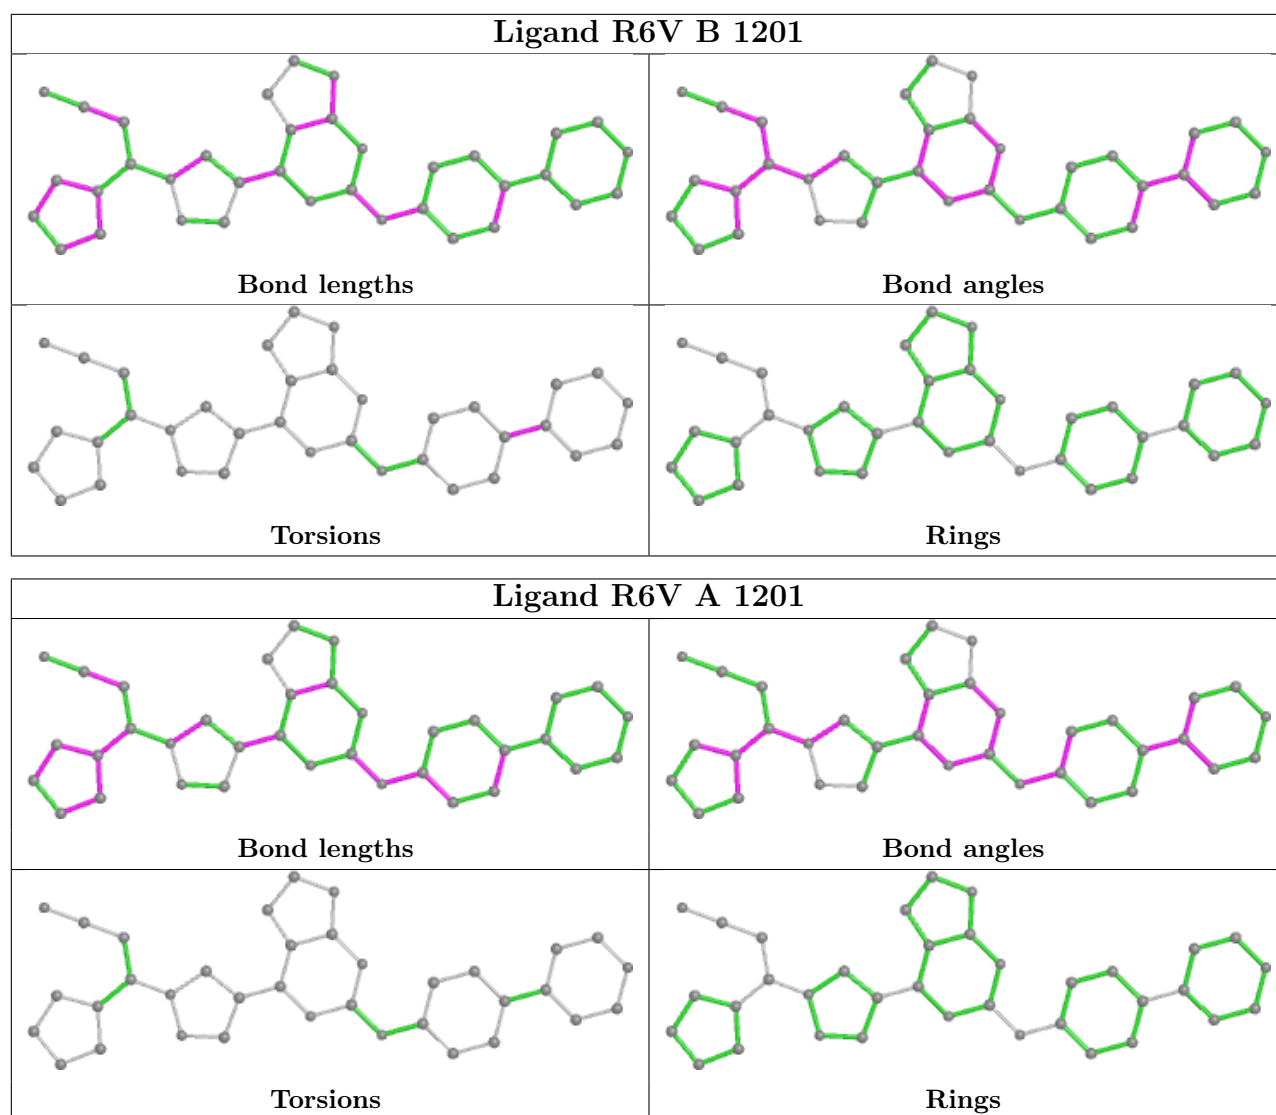 Ligand R6V B 1201
Bond lengths
Bond angles
Torsions
Rings
Ligand R6V A 1201
Bond lengths
Bond angles
Torsions
Rings